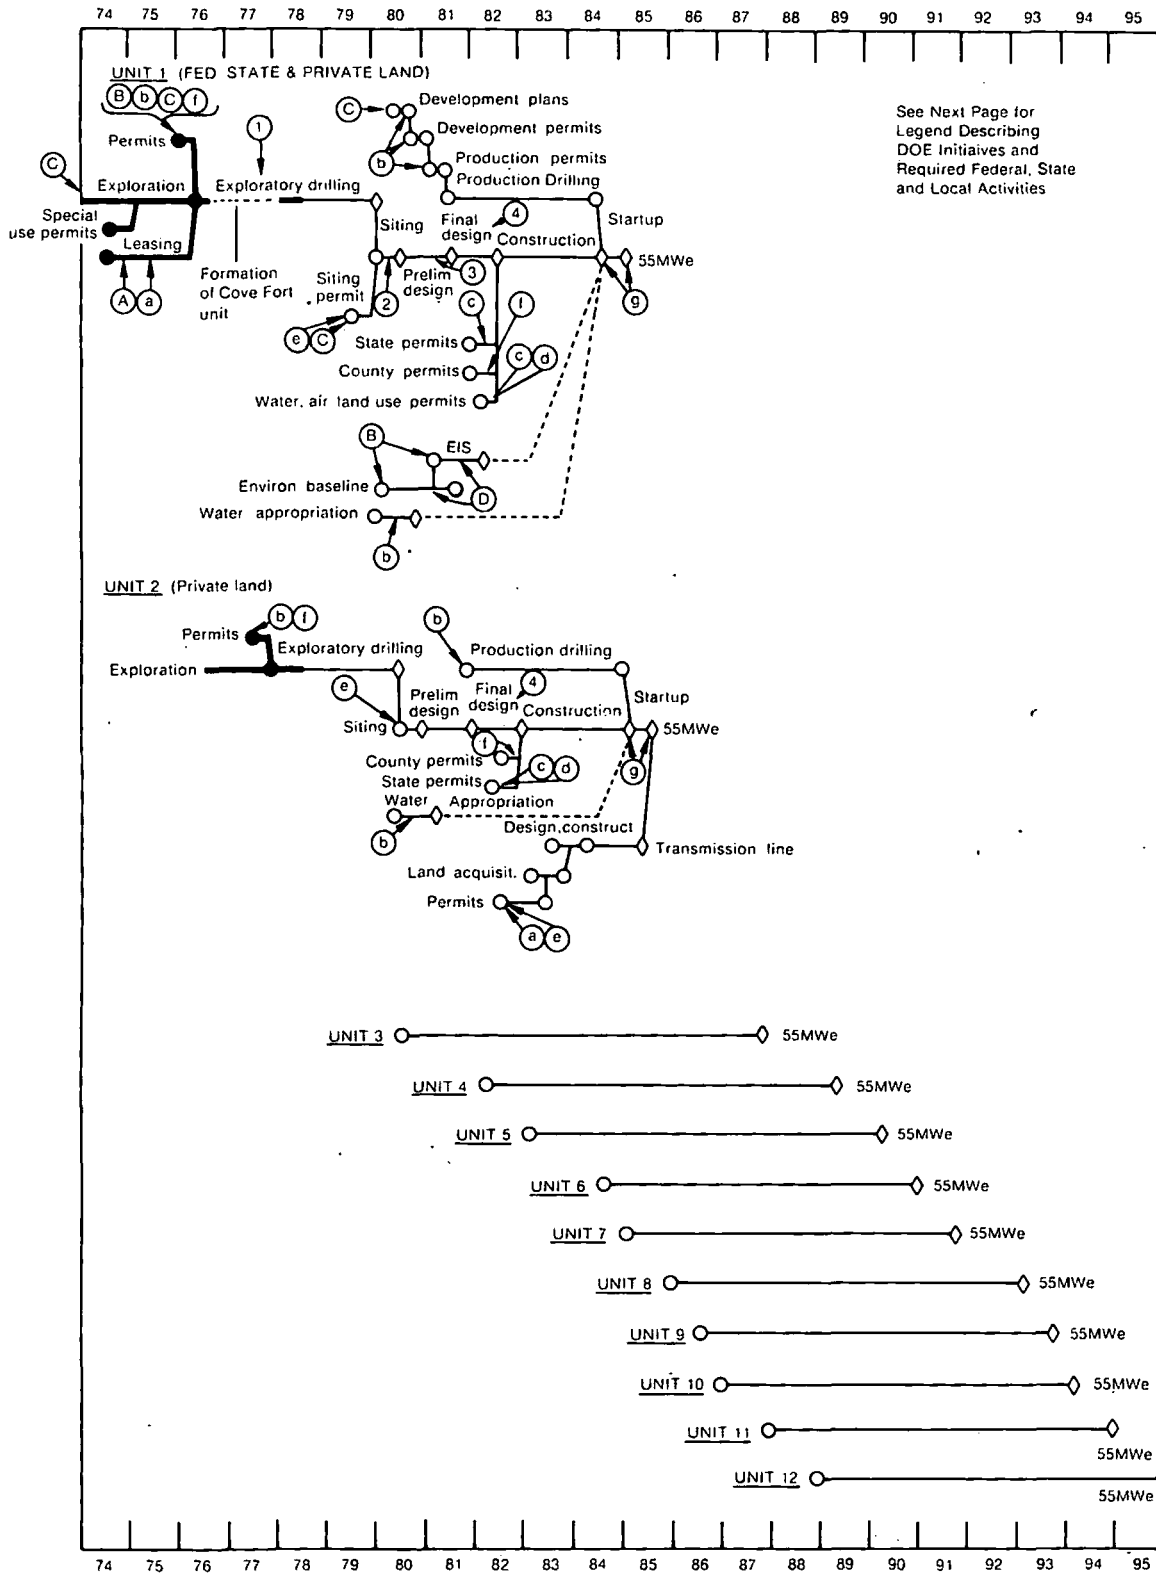 74 75 76 77 78 79 80 81 82 83 84 85 86 87 88 89 90 91 92 93 94 95
UNIT 1 (FED STATE & PRIVATE LAND)
B b C f
C
Development plans
See Next Page for
Legend Describing
DOE Initiaives and
Required Federal, State
and Local Activities
1
Development permits
Permits
b
Production permits
C
Exploration
Exploratory drilling
Production Drilling
Special
use permits
Siting
Final
design
4
Startup
Leasing
Construction
55MWe
A a
Formation
of Cove Fort
unit
Siting
permit
2
Prelim
design
3
g
e C
c f
State permits
c d
County permits
Water, air land use permits
B
EIS
Environ baseline
D
Water appropriation
b
UNIT 2 (Private land)
b f
b
Permits
Exploratory drilling
Production drilling
Exploration
e
Prelim
design
Final
design
4
Startup
Construction
Siting
55MWe
f
County permits
c d
g
State permits
Water Appropriation
b
Design, construct
Transmission line
Land acquisit.
Permits
a e
UNIT 3 55MWe
UNIT 4 55MWe
UNIT 5 55MWe
UNIT 6 55MWe
UNIT 7 55MWe
UNIT 8 55MWe
UNIT 9 55MWe
UNIT 10 55MWe
UNIT 11 55MWe
UNIT 12 55MWe
74 75 76 77 78 79 80 81 82 83 84 85 86 87 88 89 90 91 92 93 94 95